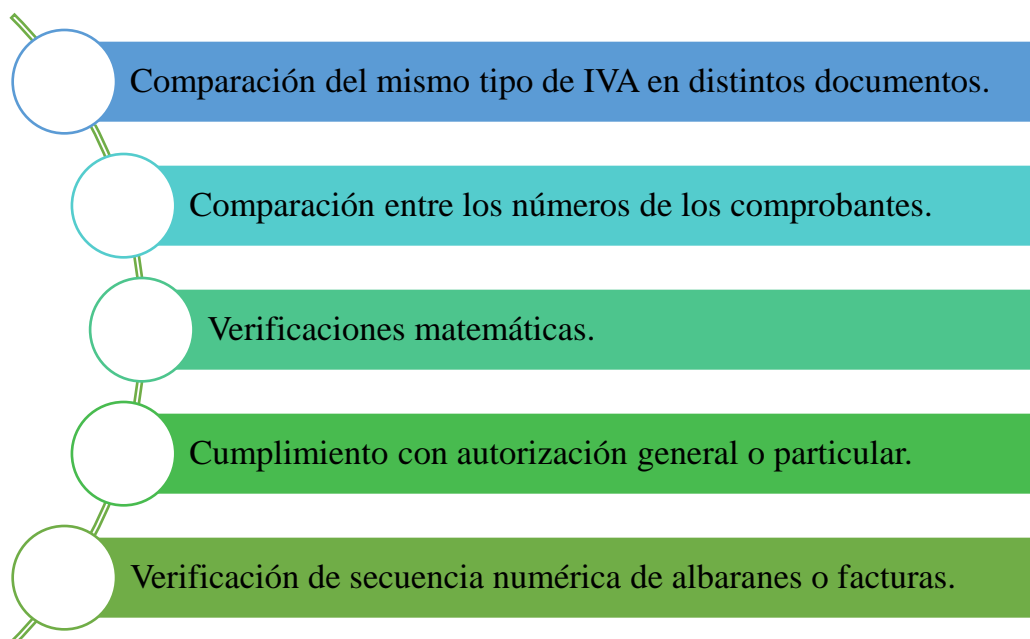 Comparación del mismo tipo de IVA en distintos documentos.
Comparación entre los números de los comprobantes.
Verificaciones matemáticas.
Cumplimiento con autorización general o particular.
Verificación de secuencia numérica de albaranes o facturas.